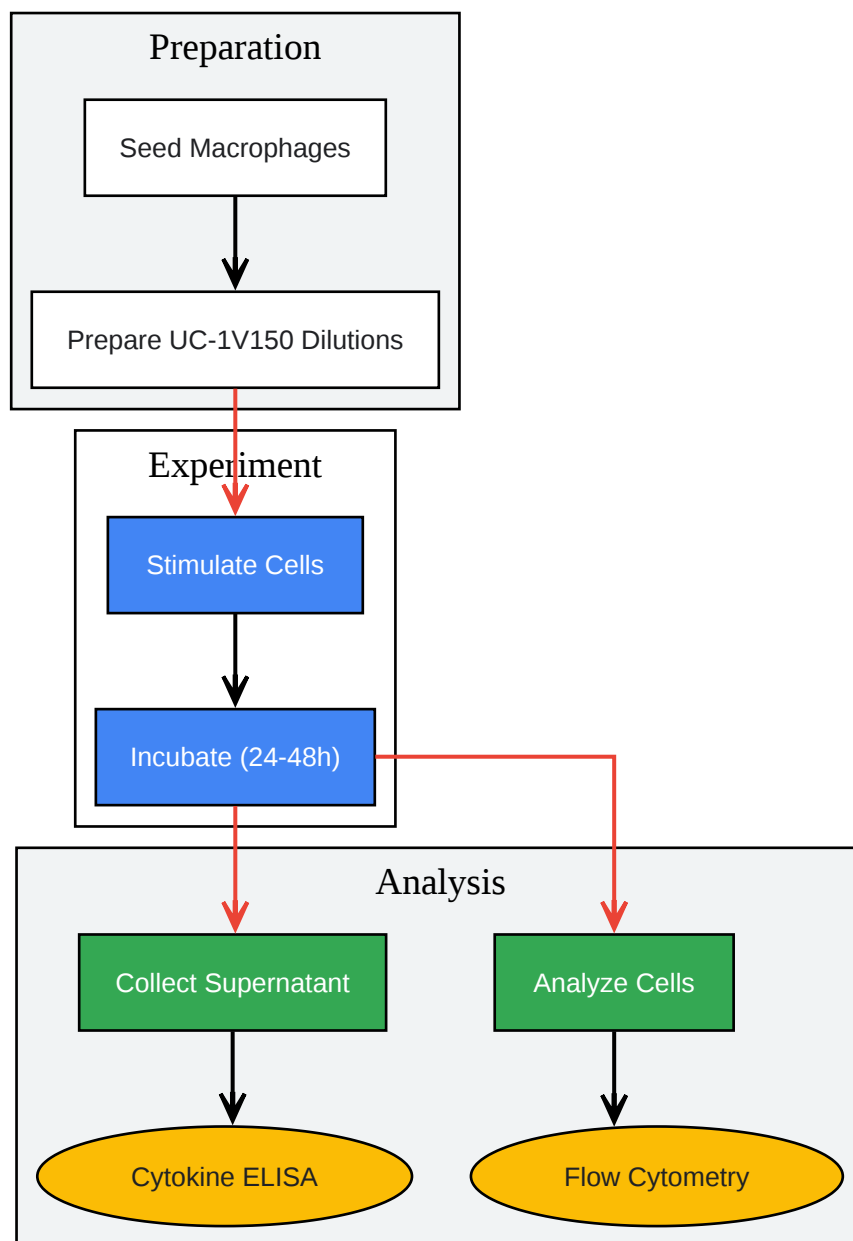 Preparation
Seed Macrophages
Prepare UC-1V150 Dilutions
Experiment
Stimulate Cells
Incubate (24-48h)
Analysis
Collect Supernatant
Analyze Cells
Cytokine ELISA
Flow Cytometry